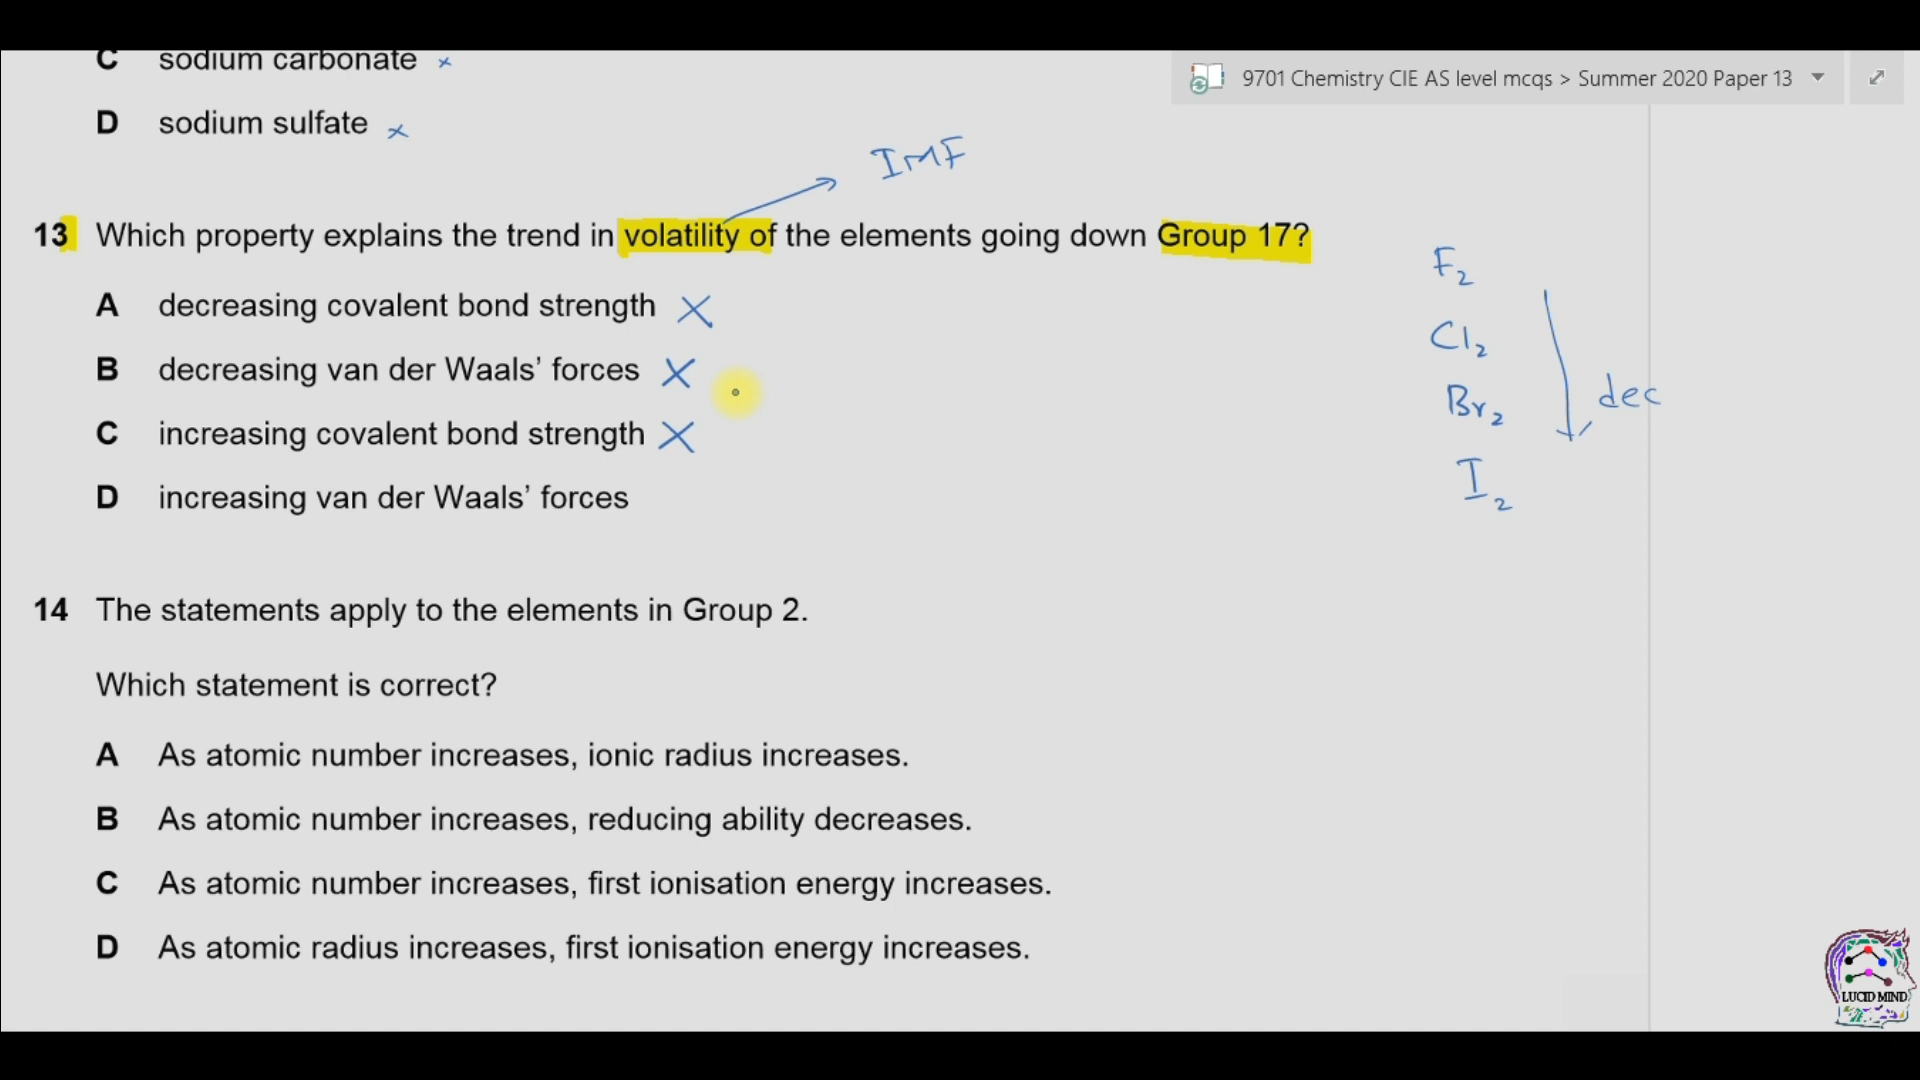 C sodium carbonate x
9701 Chemistry CIE AS level mcqs > Summer 2020 Paper 13
D sodium sulfate x
IMF
13 Which property explains the trend in volatility of the elements going down Group 17?
F2
A decreasing covalent bond strength X
Cl2
B decreasing van der Waals’ forces X
Br2 dec
C increasing covalent bond strength X
I2
D increasing van der Waals’ forces
14 The statements apply to the elements in Group 2.
Which statement is correct?
A As atomic number increases, ionic radius increases.
B As atomic number increases, reducing ability decreases.
C As atomic number increases, first ionisation energy increases.
D As atomic radius increases, first ionisation energy increases.
LUCID MIND